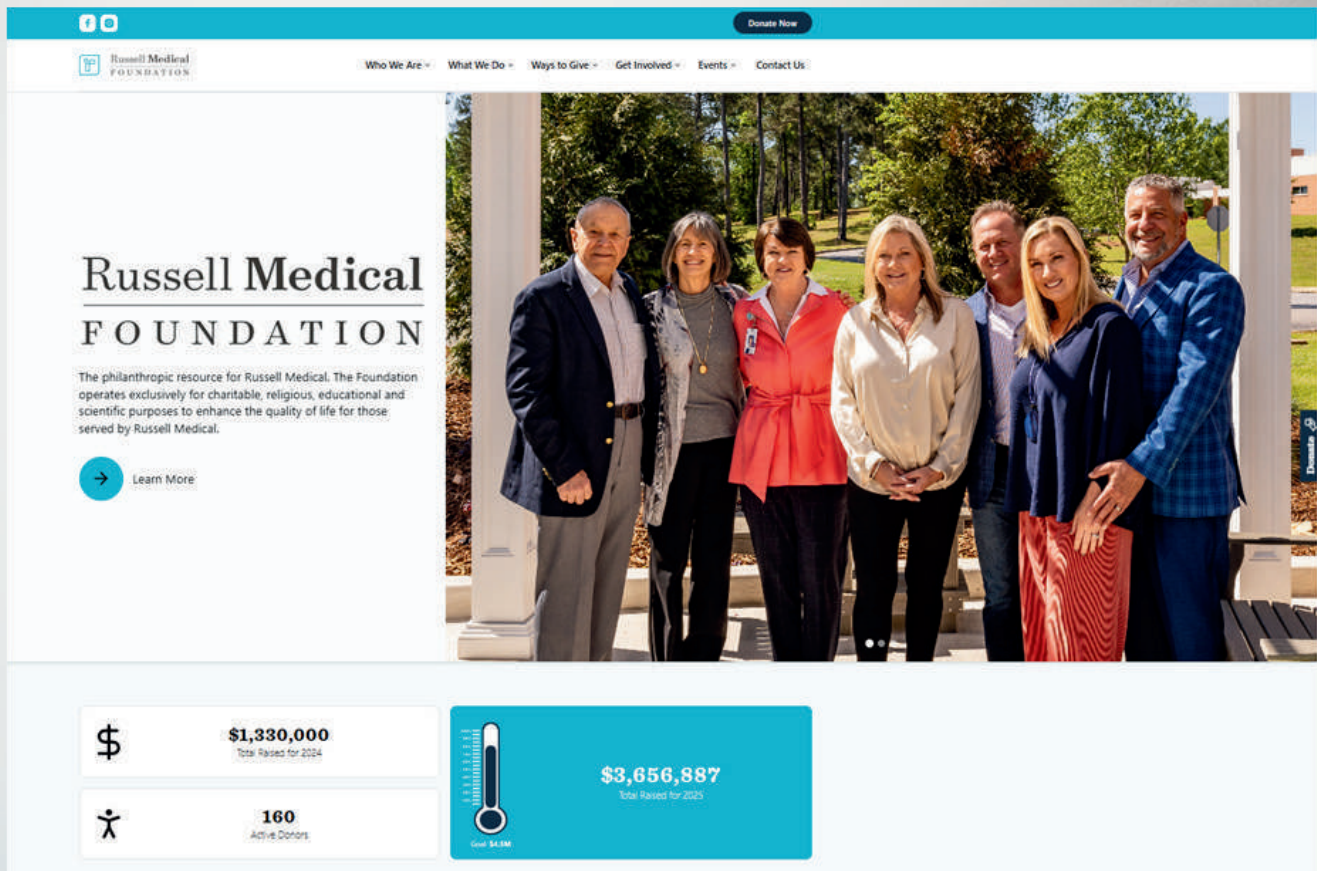 Donate Now
Russell Medical
FOUNDATION
Who We Are
What We Do
Ways to Give
Get Involved
Events
Contact Us
Russell Medical
FOUNDATION
The philanthropic resource for Russell Medical. The Foundation
operates exclusively for charitable, religious, educational and
scientific purposes to enhance the quality of life for those
served by Russell Medical.
Learn More
Donate
$1,330,000
Total Raised for 2024
160
Active Donors
$3,656,887
Total Raised for 2025
Goal: $4.5M